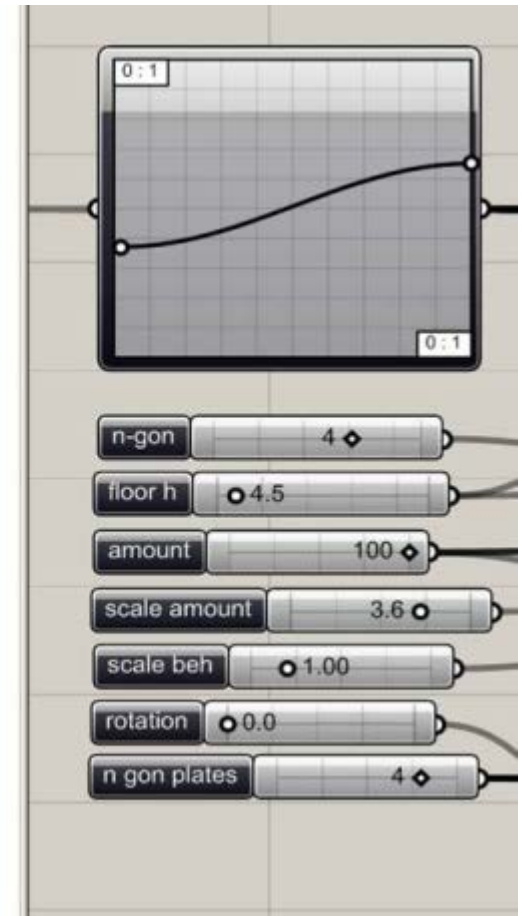 0 : 1
0 : 1
n-gon 4
floor h 4.5
amount 100
scale amount 3.6
scale beh 1.00
rotation 0.0
n gon plates 4